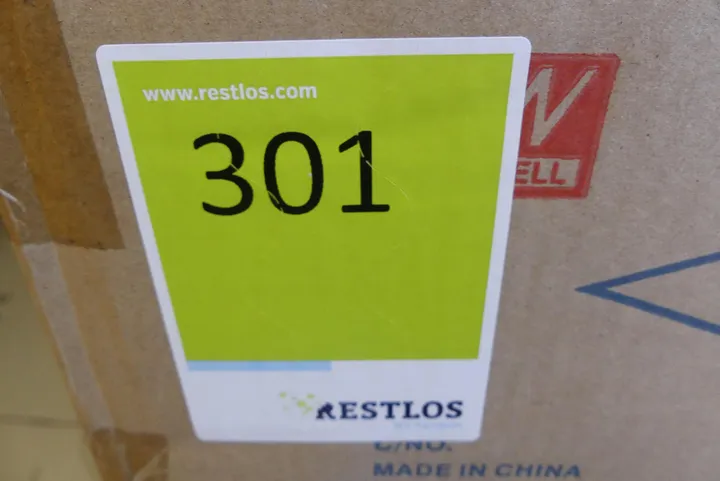 www.restlos.com
301
W
ELL
RESTLOS
C/NO.
MADE IN CHINA